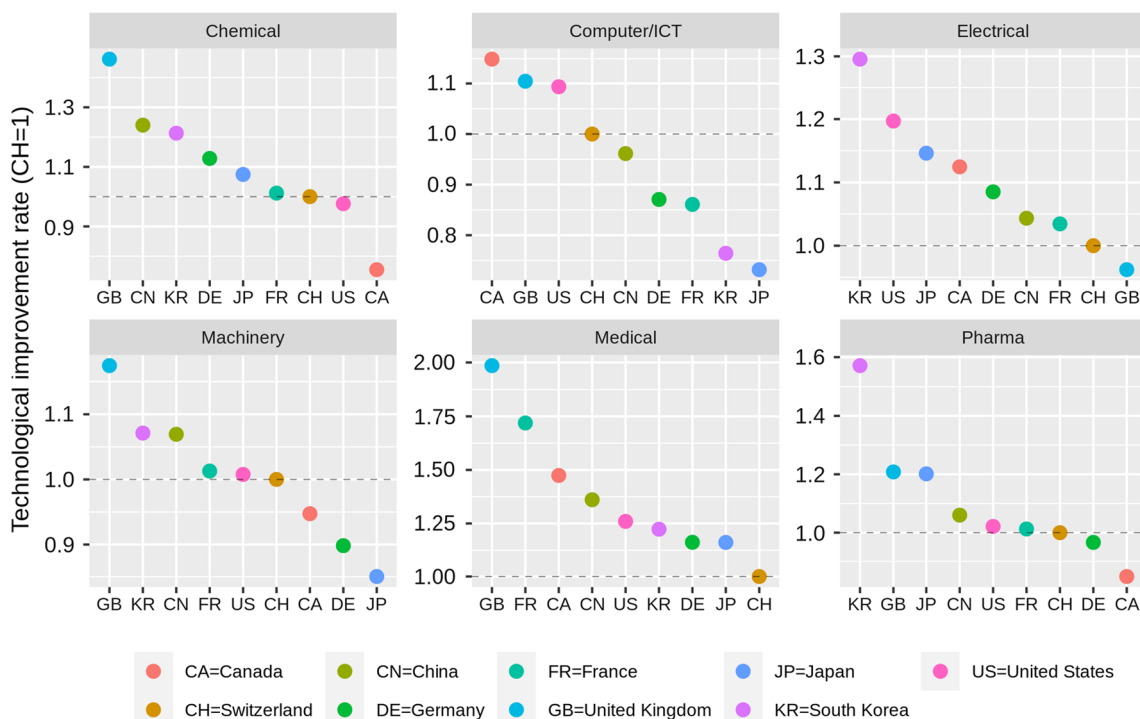 Technological improvement rate (CH=1)
Chemical
1.3
1.1
0.9
GB CN KR DE JP FR CH US CA
Computer/ICT
1.1
1.0
0.9
0.8
CA GB US CH CN DE FR KR JP
Electrical
1.3
1.2
1.1
1.0
KR US JP CA DE CN FR CH GB
Machinery
1.1
1.0
0.9
GB KR CN FR US CH CA DE JP
Medical
2.00
1.75
1.50
1.25
1.00
GB FR CA CN US KR DE JP CH
Pharma
1.6
1.4
1.2
1.0
KR GB JP CN US FR CH DE CA
CA=Canada CN=China FR=France JP=Japan US=United States
CH=Switzerland DE=Germany GB=United Kingdom KR=South Korea